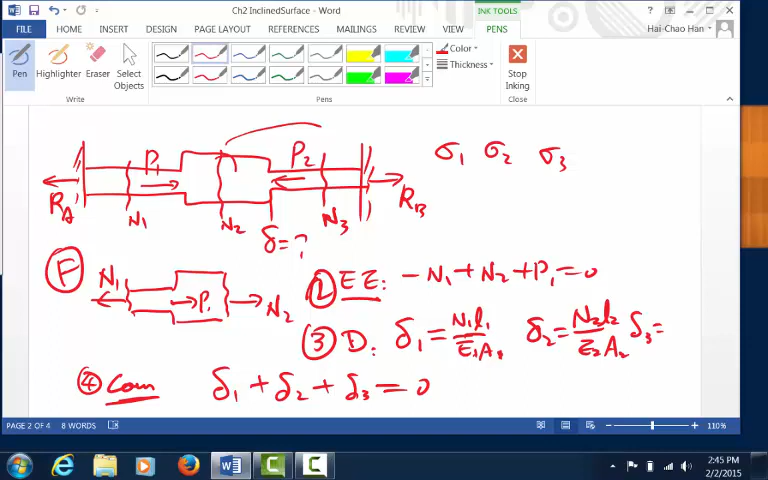 Ch2 InclinedSurface - Word
INK TOOLS
FILE HOME INSERT DESIGN PAGE LAYOUT REFERENCES MAILINGS REVIEW VIEW PENS
Hai-Chao Han
Pen Highlighter Eraser Select Objects
Color
Thickness
Stop Inking
Write Pens Close
P₁ P₂ σ₁ σ₂ σ₃
R_A R_B
N₁ N₂ N₃
δ = ?
F N₁ P₁ N₂
② EE: -N₁ + N₂ + P₁ = 0
③ D: δ₁ = N₁l₁/E₁A₁ δ₂ = N₂l₂/E₂A₂ δ₃ =
④ Com δ₁ + δ₂ + δ₃ = 0
PAGE 2 OF 4 8 WORDS 110%
2:45 PM
2/2/2015